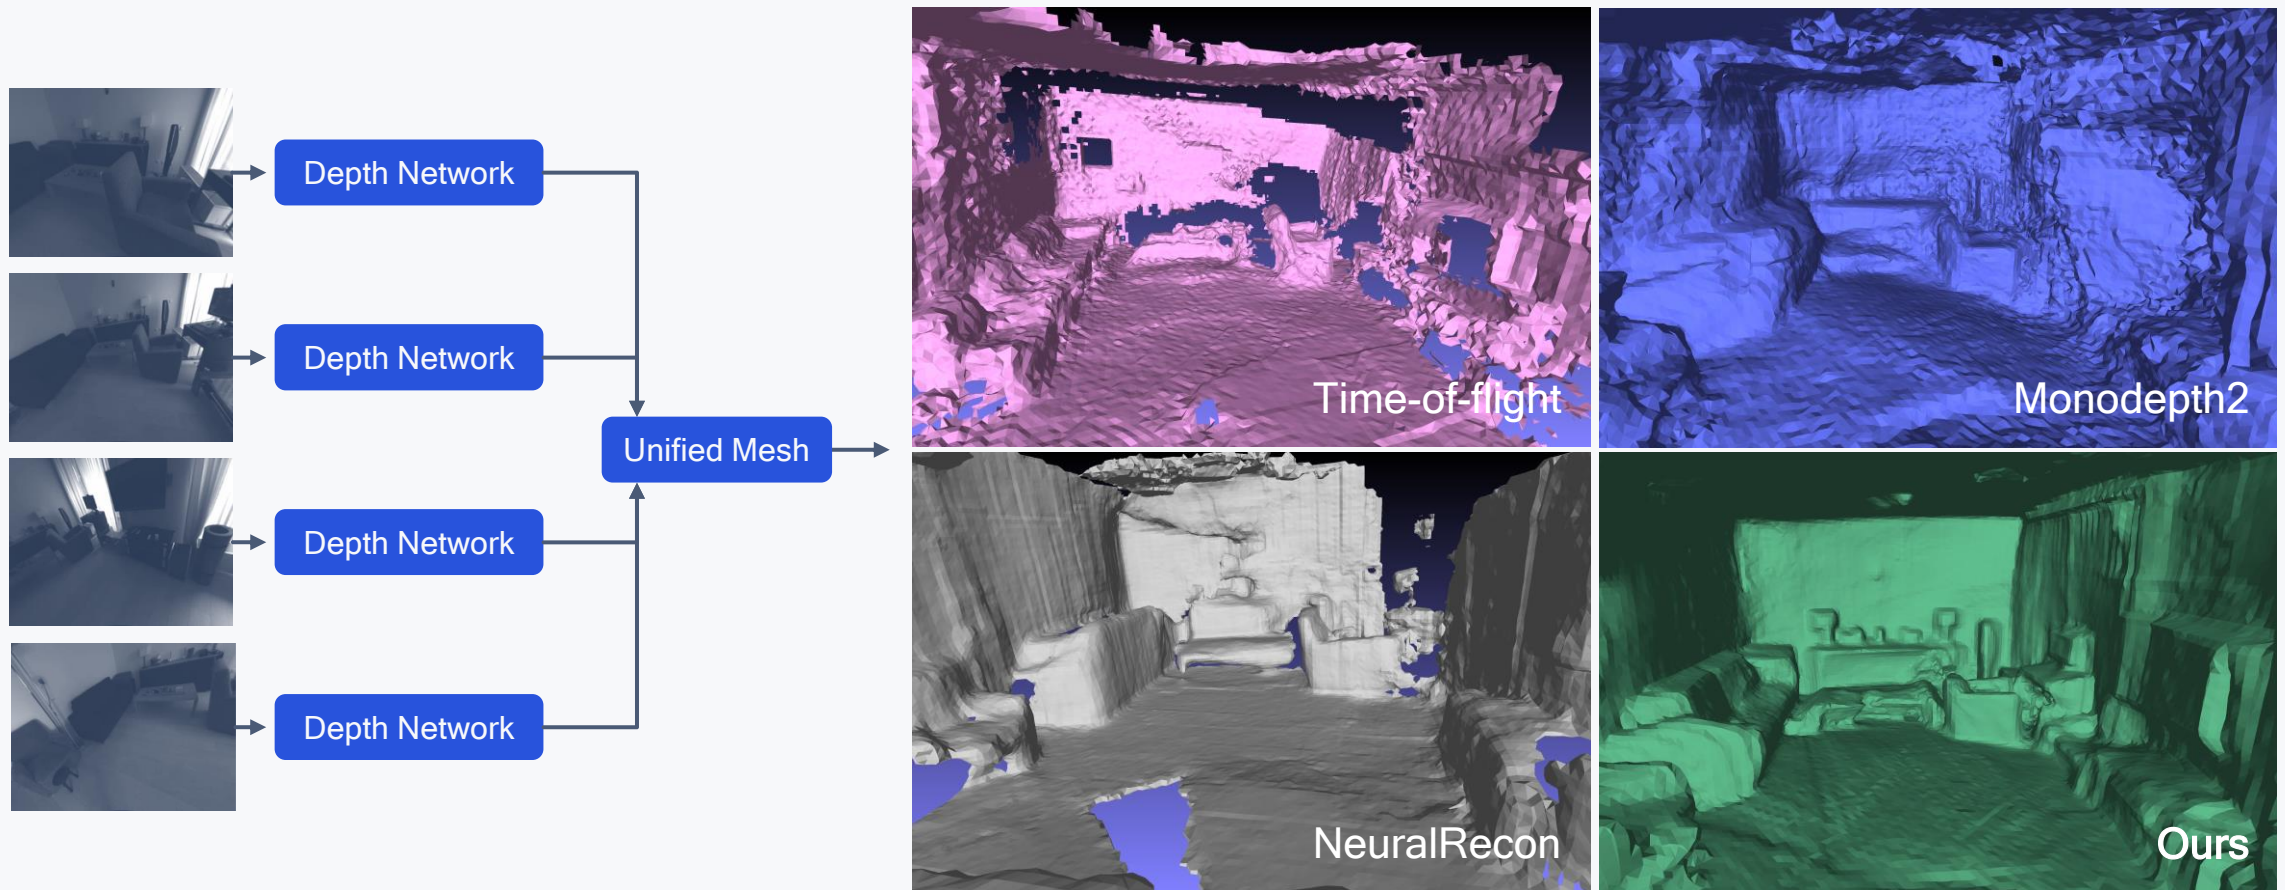 Depth Network
Depth Network
Depth Network
Depth Network
Unified Mesh
Time-of-flight
Monodepth2
NeuralRecon
Ours